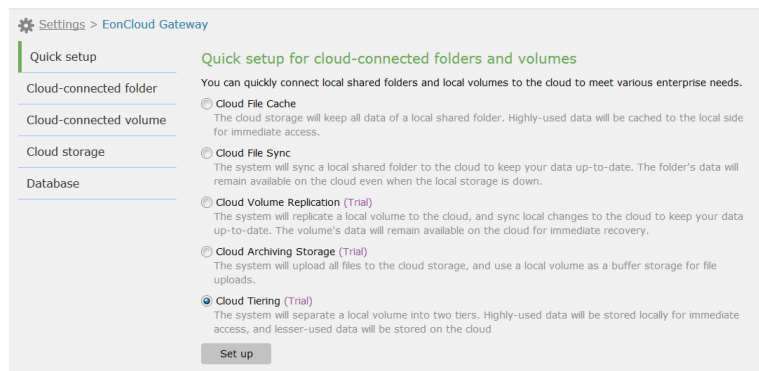 Settings > EonCloud Gateway
Quick setup
Cloud-connected folder
Cloud-connected volume
Cloud storage
Database
Quick setup for cloud-connected folders and volumes
You can quickly connect local shared folders and local volumes to the cloud to meet various enterprise needs.
Cloud File Cache
The cloud storage will keep all data of a local shared folder. Highly-used data will be cached to the local side
for immediate access.
Cloud File Sync
The system will sync a local shared folder to the cloud to keep your data up-to-date. The folder's data will
remain available on the cloud even when the local storage is down.
Cloud Volume Replication (Trial)
The system will replicate a local volume to the cloud, and sync local changes to the cloud to keep your data
up-to-date. The volume's data will remain available on the cloud for immediate recovery.
Cloud Archiving Storage (Trial)
The system will upload all files to the cloud storage, and use a local volume as a buffer storage for file
uploads.
Cloud Tiering (Trial)
The system will separate a local volume into two tiers. Highly-used data will be stored locally for immediate
access, and lesser-used data will be stored on the cloud
Set up